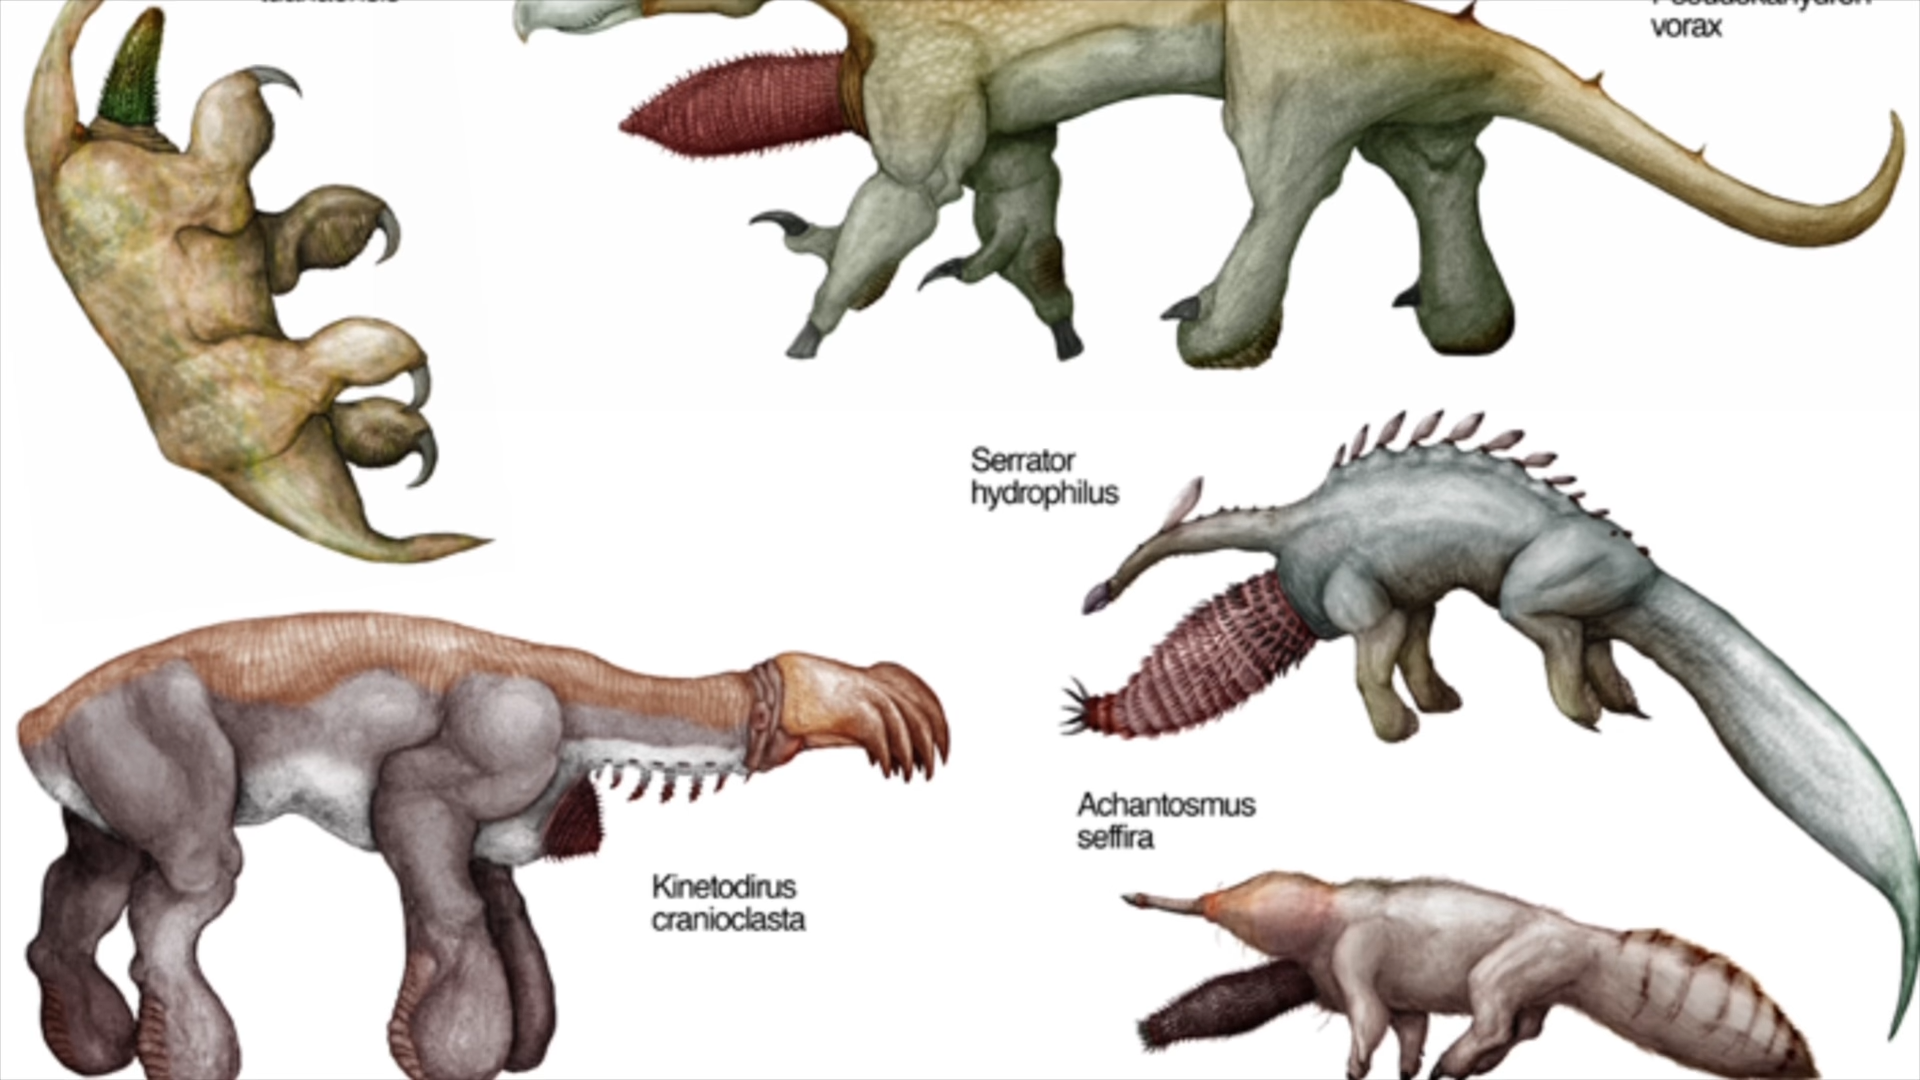 vorax
Serrator
hydrophilus
Achantosmus
seffira
Kinetodirus
cranioclasta